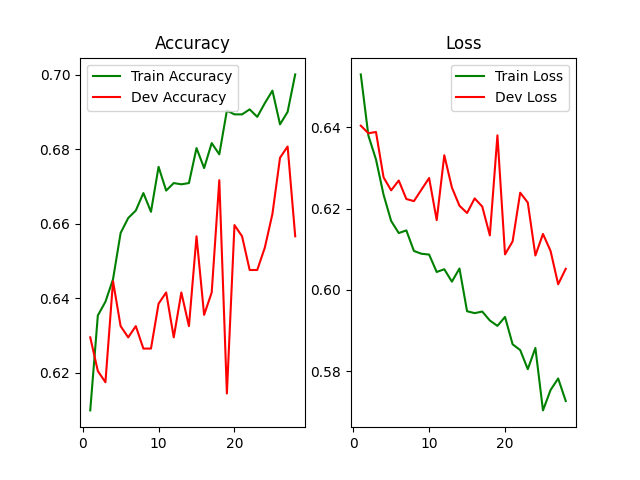 Accuracy
Train Accuracy
Dev Accuracy
0.70
0.68
0.66
0.64
0.62
0 10 20
Loss
Train Loss
Dev Loss
0.64
0.62
0.60
0.58
0 10 20